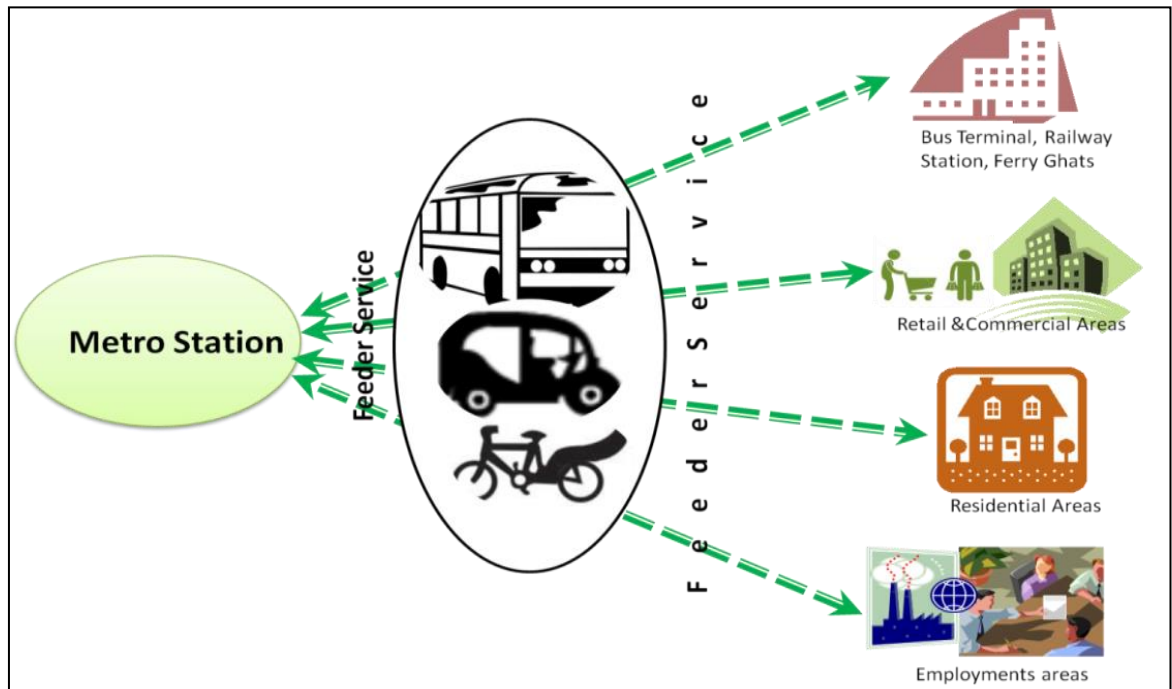 Metro Station
Feeder Service
Feeder Service
Bus Terminal, Railway
Station, Ferry Ghats
Retail &Commercial Areas
Residential Areas
Employments areas